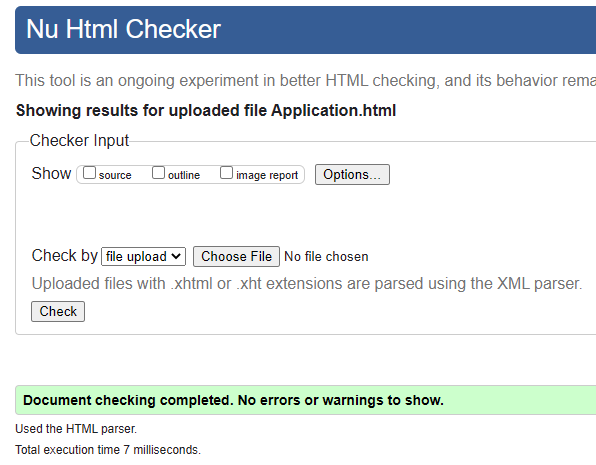 Nu Html Checker
This tool is an ongoing experiment in better HTML checking, and its behavior rema
Showing results for uploaded file Application.html
Checker Input
Show source outline image report Options...
Check by file upload Choose File No file chosen
Uploaded files with .xhtml or .xht extensions are parsed using the XML parser.
Check
Document checking completed. No errors or warnings to show.
Used the HTML parser.
Total execution time 7 milliseconds.